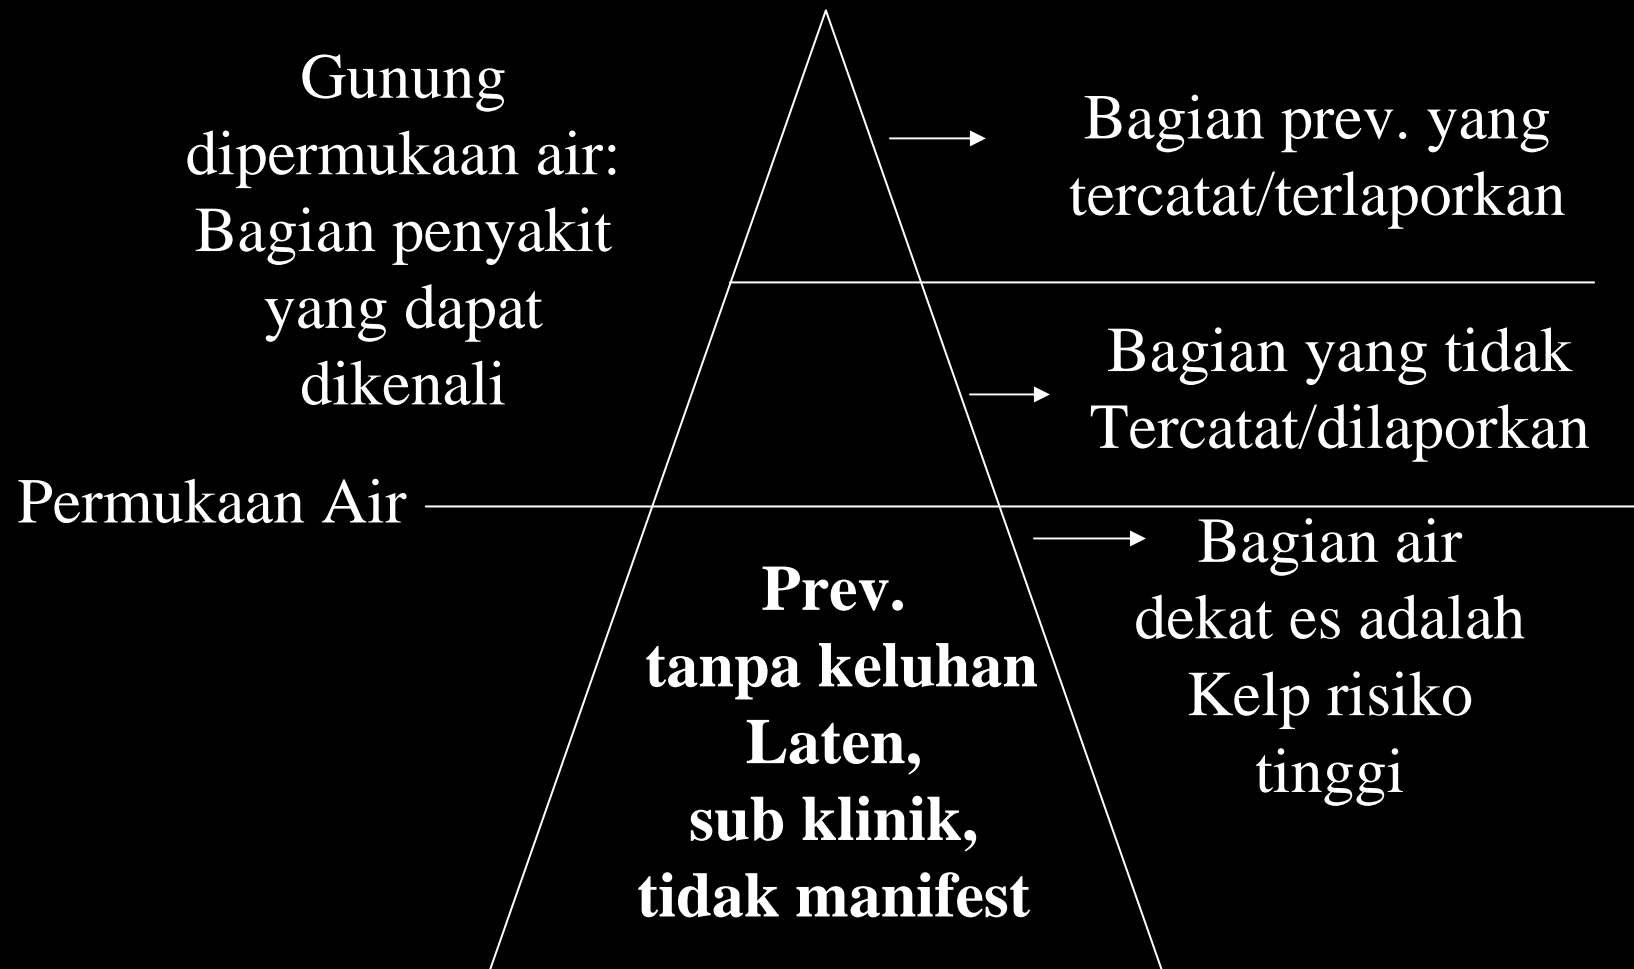 Gunung
dipermukaan air:
Bagian penyakit
yang dapat
dikenali
Bagian prev. yang
tercatat/terlaporkan
Bagian yang tidak
Tercatat/dilaporkan
Permukaan Air
Prev.
tanpa keluhan
Laten,
sub klinik,
tidak manifest
Bagian air
dekat es adalah
Kelp risiko
tinggi